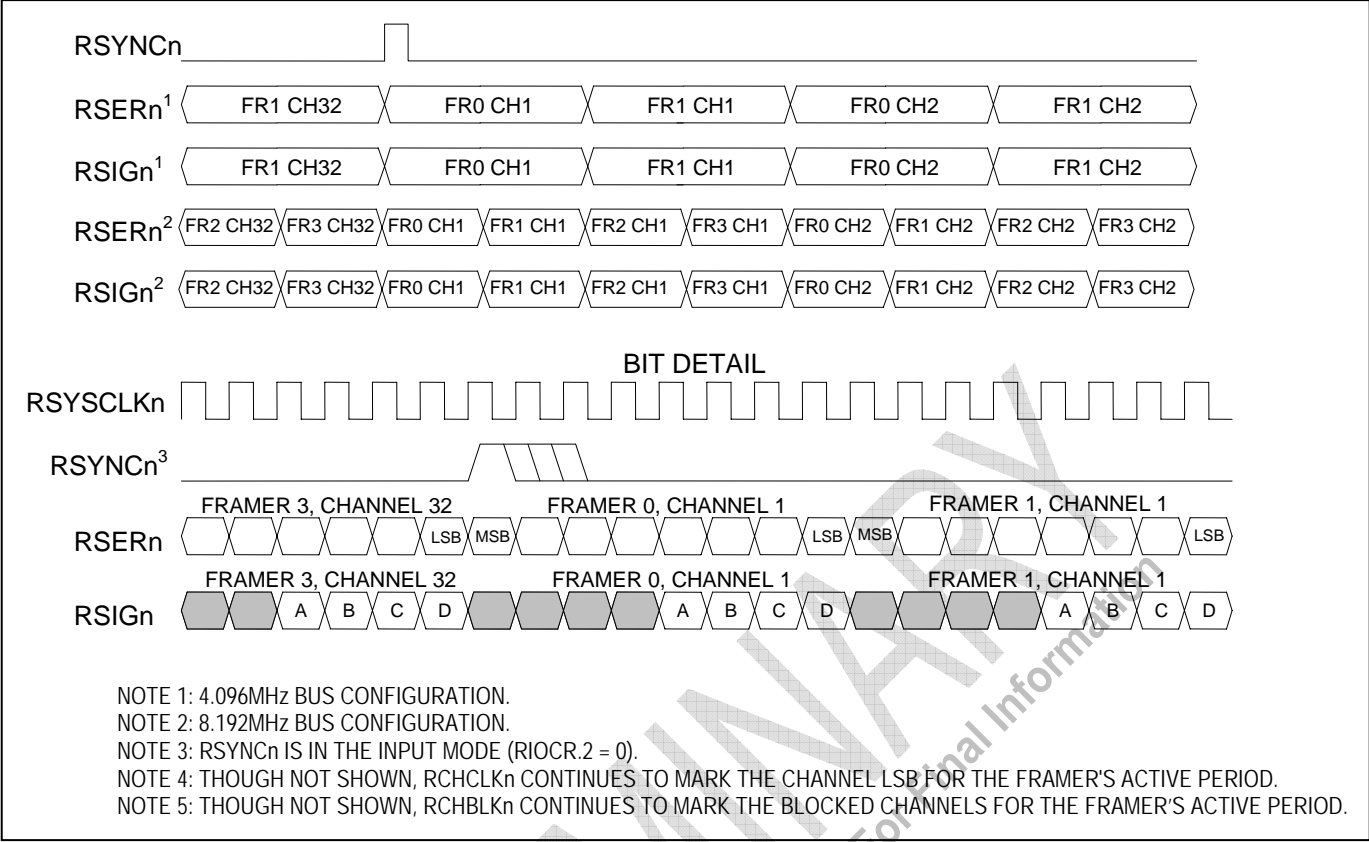 RSYNCn
RSERn¹ FR1 CH32 FR0 CH1 FR1 CH1 FR0 CH2 FR1 CH2
RSIGn¹ FR1 CH32 FR0 CH1 FR1 CH1 FR0 CH2 FR1 CH2
RSERn² FR2 CH32 FR3 CH32 FR0 CH1 FR1 CH1 FR2 CH1 FR3 CH1 FR0 CH2 FR1 CH2 FR2 CH2 FR3 CH2
RSIGn² FR2 CH32 FR3 CH32 FR0 CH1 FR1 CH1 FR2 CH1 FR3 CH1 FR0 CH2 FR1 CH2 FR2 CH2 FR3 CH2
BIT DETAIL
RSYSCLKn
RSYNCn³
FRAMER 3, CHANNEL 32 FRAMER 0, CHANNEL 1 FRAMER 1, CHANNEL 1
RSERn LSB MSB LSB MSB LSB
FRAMER 3, CHANNEL 32 FRAMER 0, CHANNEL 1 FRAMER 1, CHANNEL 1
RSIGn A B C D A B C D A B C D
NOTE 1: 4.096MHz BUS CONFIGURATION.
NOTE 2: 8.192MHz BUS CONFIGURATION.
NOTE 3: RSYNCn IS IN THE INPUT MODE (RIOCR.2 = 0).
NOTE 4: THOUGH NOT SHOWN, RCHCLKn CONTINUES TO MARK THE CHANNEL LSB FOR THE FRAMER'S ACTIVE PERIOD.
NOTE 5: THOUGH NOT SHOWN, RCHBLKn CONTINUES TO MARK THE BLOCKED CHANNELS FOR THE FRAMER’S ACTIVE PERIOD.
MINARY
For Final Information